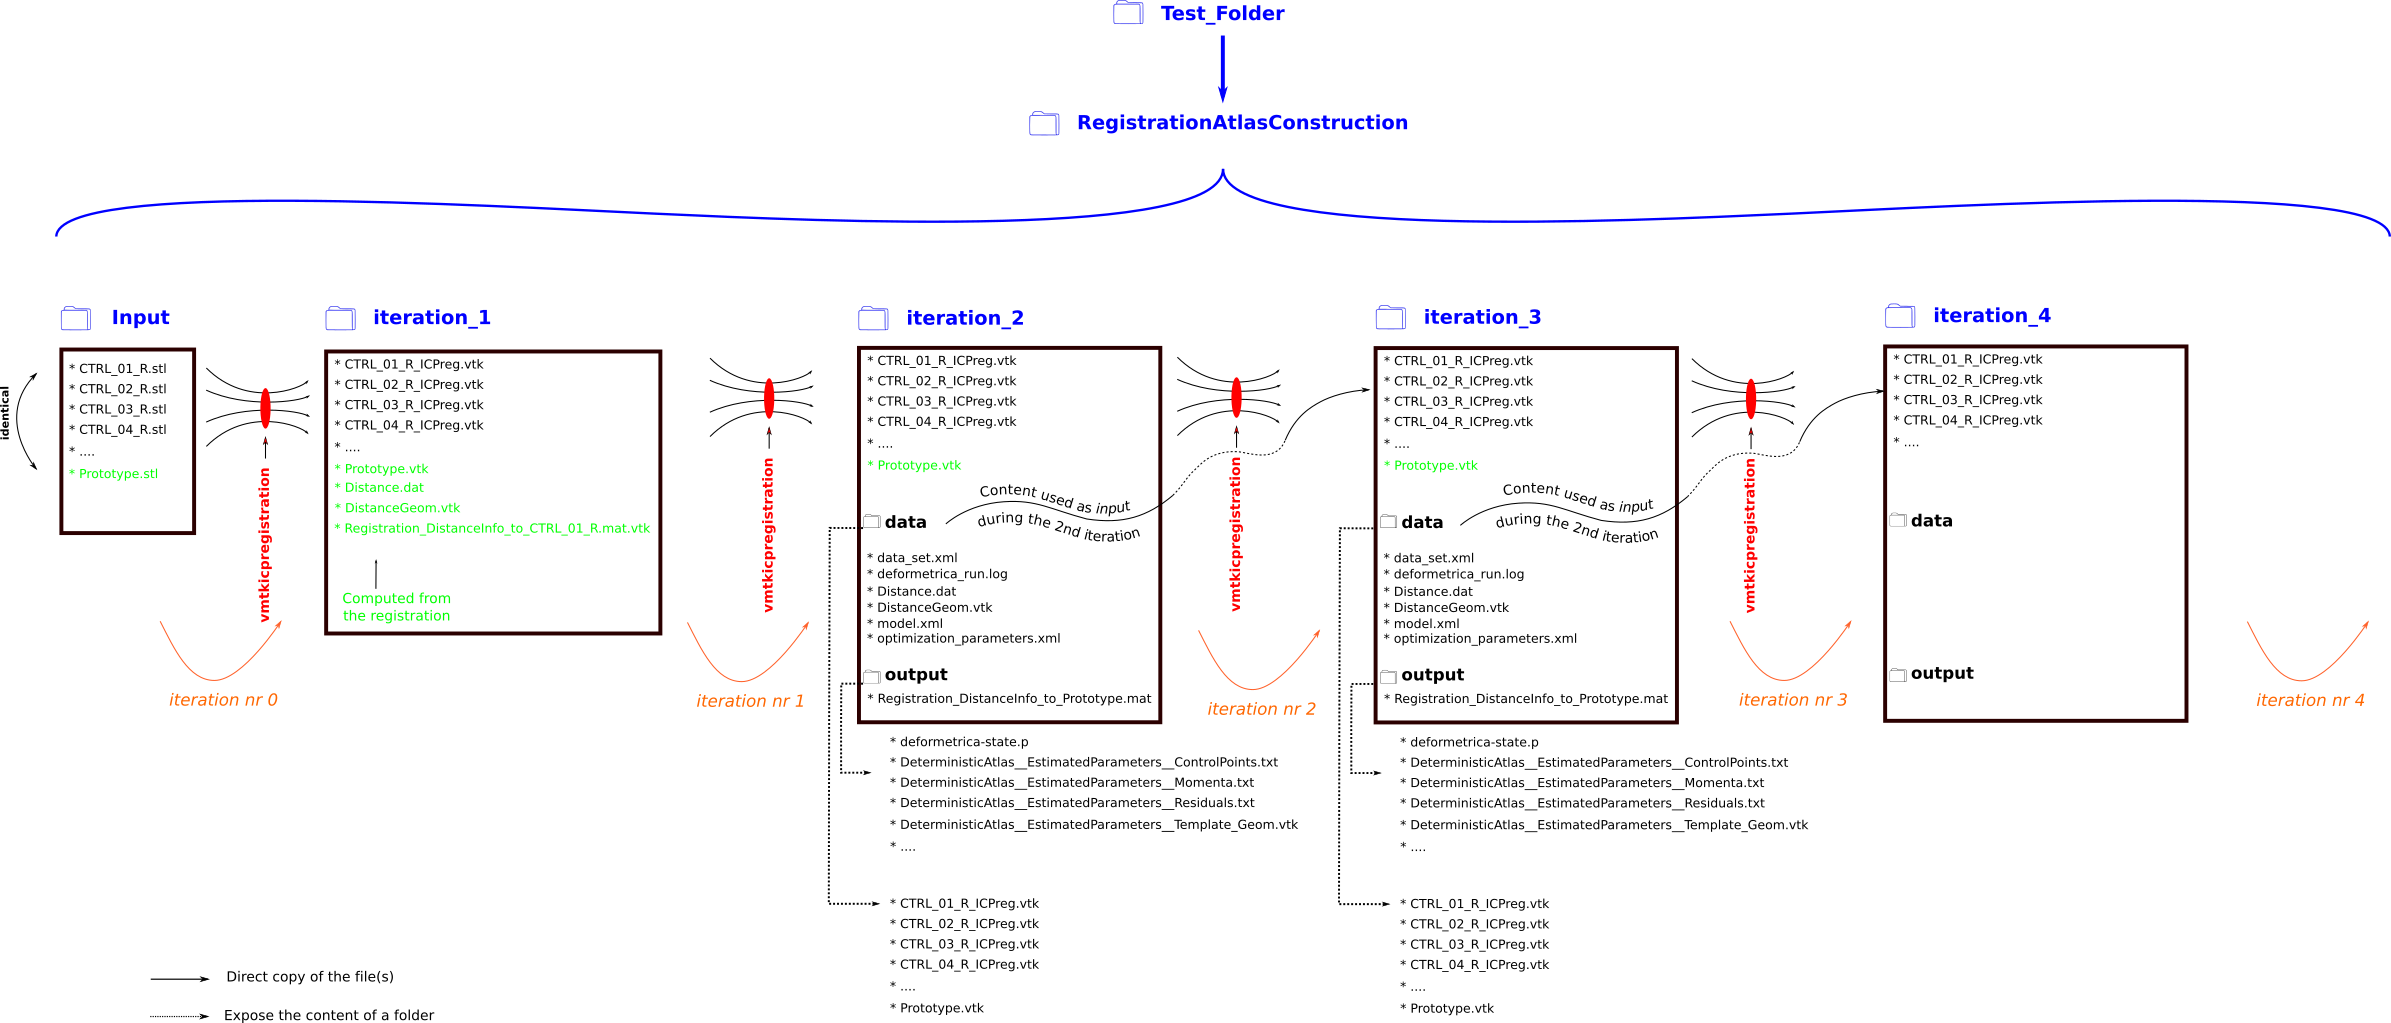 Test_Folder
RegistrationAtlasConstruction
Input
* CTRL_01_R.stl
* CTRL_02_R.stl
* CTRL_03_R.stl
* CTRL_04_R.stl
* ....
* Prototype.stl
identical
vmtkicpregistration
iteration nr 0
iteration_1
* CTRL_01_R_ICPreg.vtk
* CTRL_02_R_ICPreg.vtk
* CTRL_03_R_ICPreg.vtk
* CTRL_04_R_ICPreg.vtk
* ....
* Prototype.vtk
* Distance.dat
* DistanceGeom.vtk
* Registration_DistanceInfo_to_CTRL_01_R.mat.vtk
Computed from
the registration
vmtkicpregistration
iteration nr 1
iteration_2
* CTRL_01_R_ICPreg.vtk
* CTRL_02_R_ICPreg.vtk
* CTRL_03_R_ICPreg.vtk
* CTRL_04_R_ICPreg.vtk
* ....
* Prototype.vtk
Content used as input
during the 2nd iteration
data
* data_set.xml
* deformetrica_run.log
* Distance.dat
* DistanceGeom.vtk
* model.xml
* optimization_parameters.xml
output
* Registration_DistanceInfo_to_Prototype.mat
* deformetrica-state.p
* DeterministicAtlas__EstimatedParameters__ControlPoints.txt
* DeterministicAtlas__EstimatedParameters__Momenta.txt
* DeterministicAtlas__EstimatedParameters__Residuals.txt
* DeterministicAtlas__EstimatedParameters__Template_Geom.vtk
* ....
* CTRL_01_R_ICPreg.vtk
* CTRL_02_R_ICPreg.vtk
* CTRL_03_R_ICPreg.vtk
* CTRL_04_R_ICPreg.vtk
* ....
* Prototype.vtk
vmtkicpregistration
iteration nr 2
iteration_3
* CTRL_01_R_ICPreg.vtk
* CTRL_02_R_ICPreg.vtk
* CTRL_03_R_ICPreg.vtk
* CTRL_04_R_ICPreg.vtk
* ....
* Prototype.vtk
Content used as input
during the 2nd iteration
data
* data_set.xml
* deformetrica_run.log
* Distance.dat
* DistanceGeom.vtk
* model.xml
* optimization_parameters.xml
output
* Registration_DistanceInfo_to_Prototype.mat
* deformetrica-state.p
* DeterministicAtlas__EstimatedParameters__ControlPoints.txt
* DeterministicAtlas__EstimatedParameters__Momenta.txt
* DeterministicAtlas__EstimatedParameters__Residuals.txt
* DeterministicAtlas__EstimatedParameters__Template_Geom.vtk
* ....
* CTRL_01_R_ICPreg.vtk
* CTRL_02_R_ICPreg.vtk
* CTRL_03_R_ICPreg.vtk
* CTRL_04_R_ICPreg.vtk
* ....
* Prototype.vtk
vmtkicpregistration
iteration nr 3
iteration_4
* CTRL_01_R_ICPreg.vtk
* CTRL_02_R_ICPreg.vtk
* CTRL_03_R_ICPreg.vtk
* CTRL_04_R_ICPreg.vtk
* ....
data
output
iteration nr 4
Direct copy of the file(s)
Expose the content of a folder